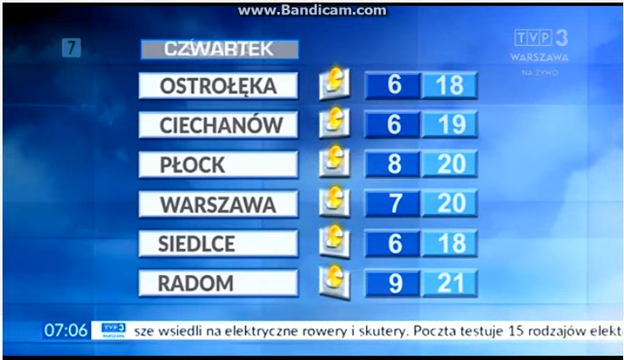 www.Bandicam.com
7
TVP3
WARSZAWA
NA ŻYWO
CZWARTEK
OSTROŁĘKA 6 18
CIECHANÓW 6 19
PŁOCK 8 20
WARSZAWA 7 20
SIEDLCE 6 18
RADOM 9 21
07:06 TVP3 WARSZAWA sze wsiedli na elektryczne rowery i skutery. Poczta testuje 15 rodzajów elekt